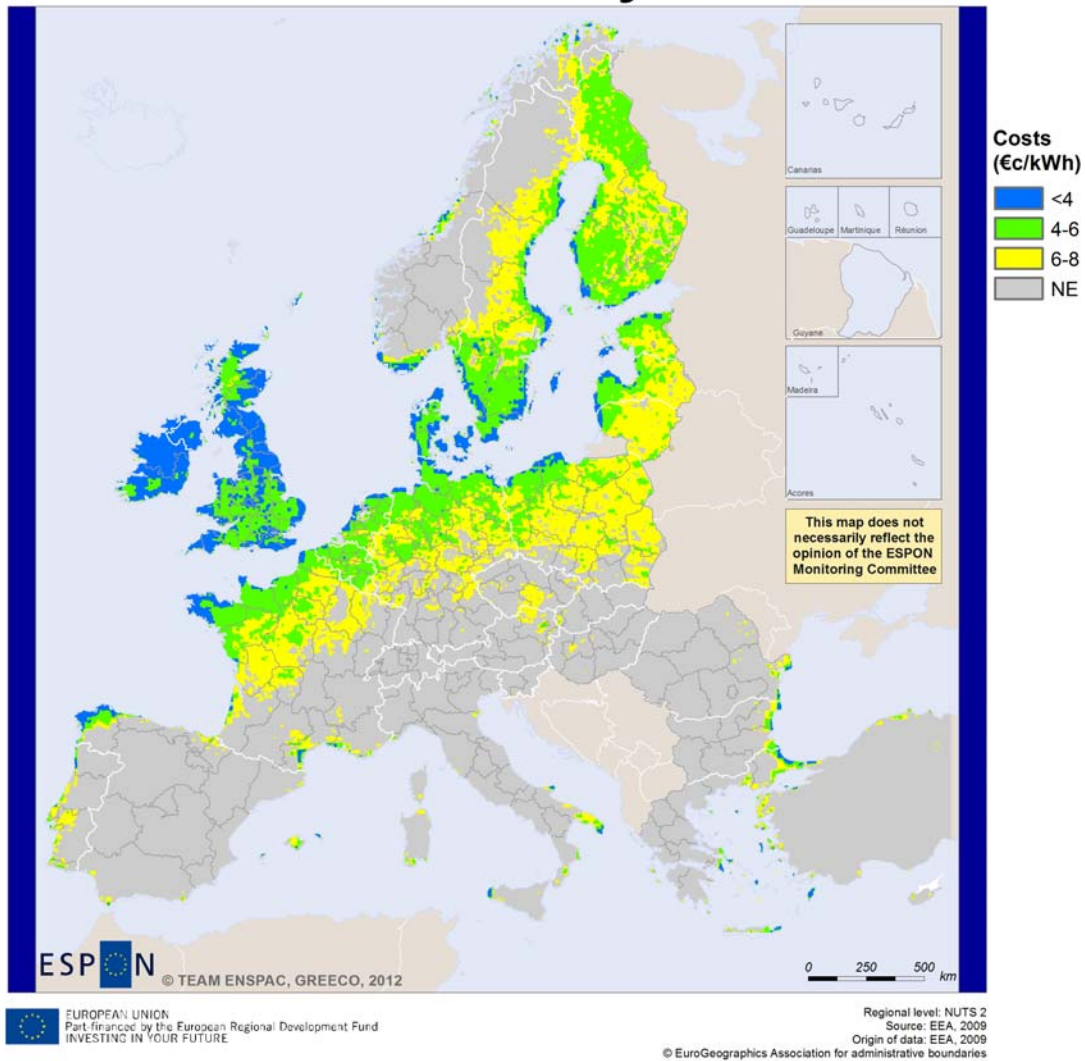 Canarias
Guadeloupe
Martinique
Réunion
Guyane
Madeira
Acores
This map does not
necessarily reflect the
opinion of the ESPON
Monitoring Committee
Costs
(€c/kWh)
<4
4-6
6-8
NE
ESPON
© TEAM ENSPAC, GREECO, 2012
0 250 500 km
EUROPEAN UNION
Part-financed by the European Regional Development Fund
INVESTING IN YOUR FUTURE
Regional level: NUTS 2
Source: EEA, 2009
Origin of data: EEA, 2009
© EuroGeographics Association for administrative boundaries